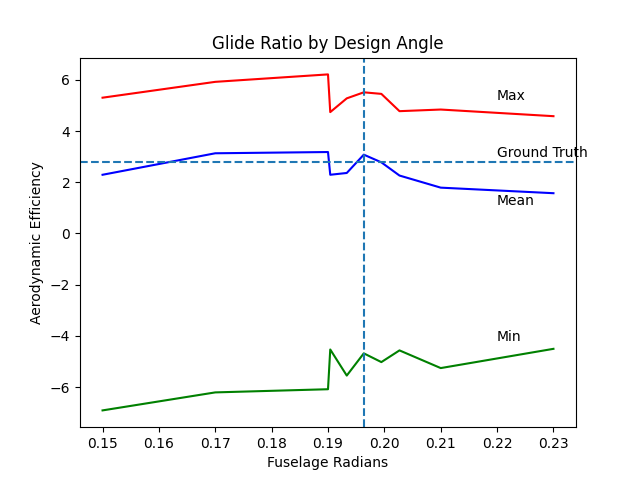 Glide Ratio by Design Angle
6
4
2
0
−2
−4
−6
Aerodynamic Efficiency
Max
Ground Truth
Mean
Min
0.15 0.16 0.17 0.18 0.19 0.20 0.21 0.22 0.23
Fuselage Radians